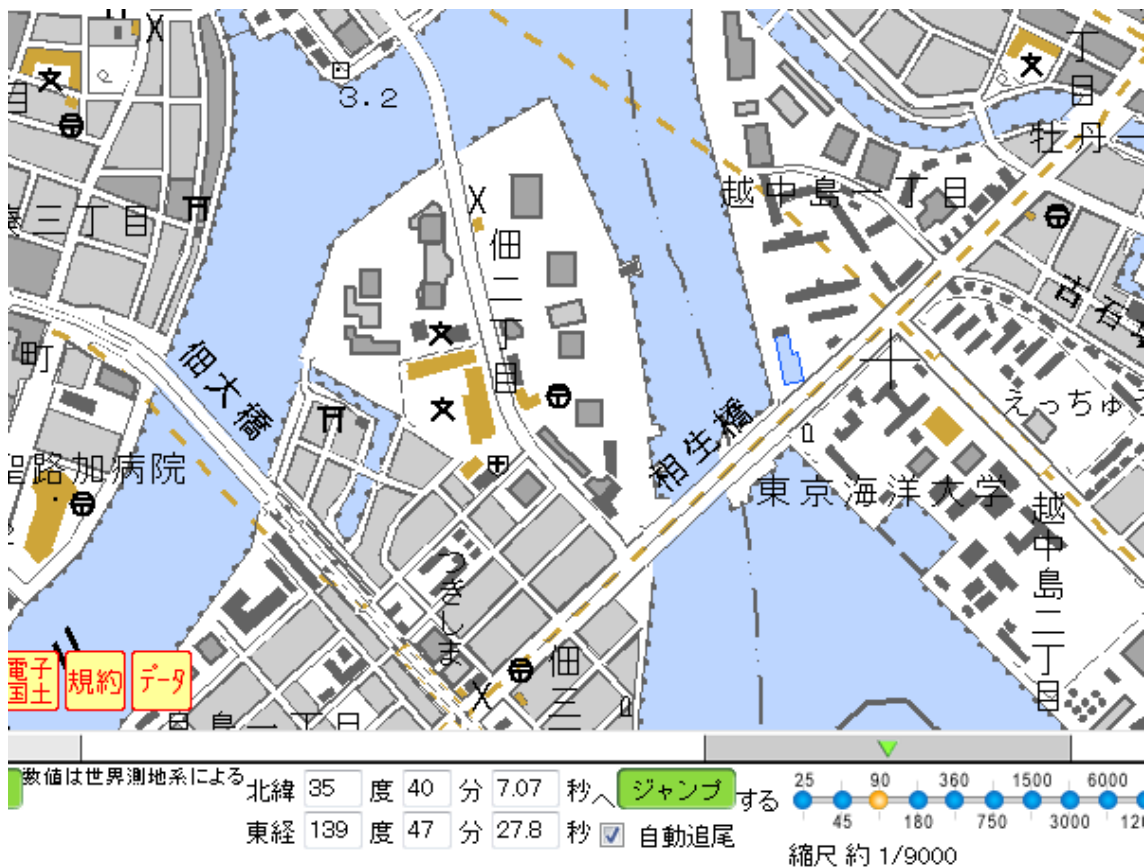 3.2
丁目
牡丹一
越中島一丁目
三丁目
佃二丁目
古石
町
佃大橋
えっちゅう
相生橋
聖路加病院
東京海洋大学
越中島二丁目
つきしま
佃三
電子国土
規約
データ
島一丁目
数値は世界測地系による
北緯 35 度 40 分 7.07 秒へ ジャンプ する
東経 139 度 47 分 27.8 秒 自動追尾
25 90 360 1500 6000
45 180 750 3000 120
縮尺 約 1/9000